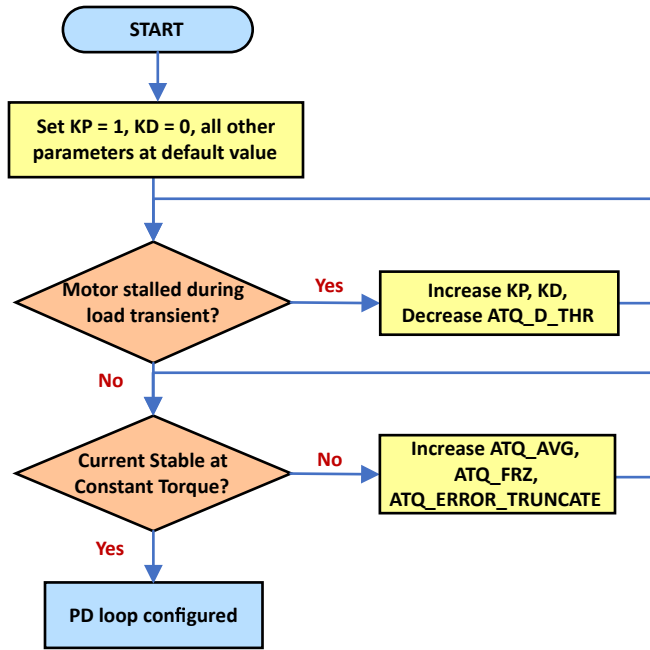 START
Set KP = 1, KD = 0, all other
parameters at default value
Motor stalled during
load transient?
Yes
Increase KP, KD,
Decrease ATQ_D_THR
No
Current Stable at
Constant Torque?
No
Increase ATQ_AVG,
ATQ_FRZ,
ATQ_ERROR_TRUNCATE
Yes
PD loop configured